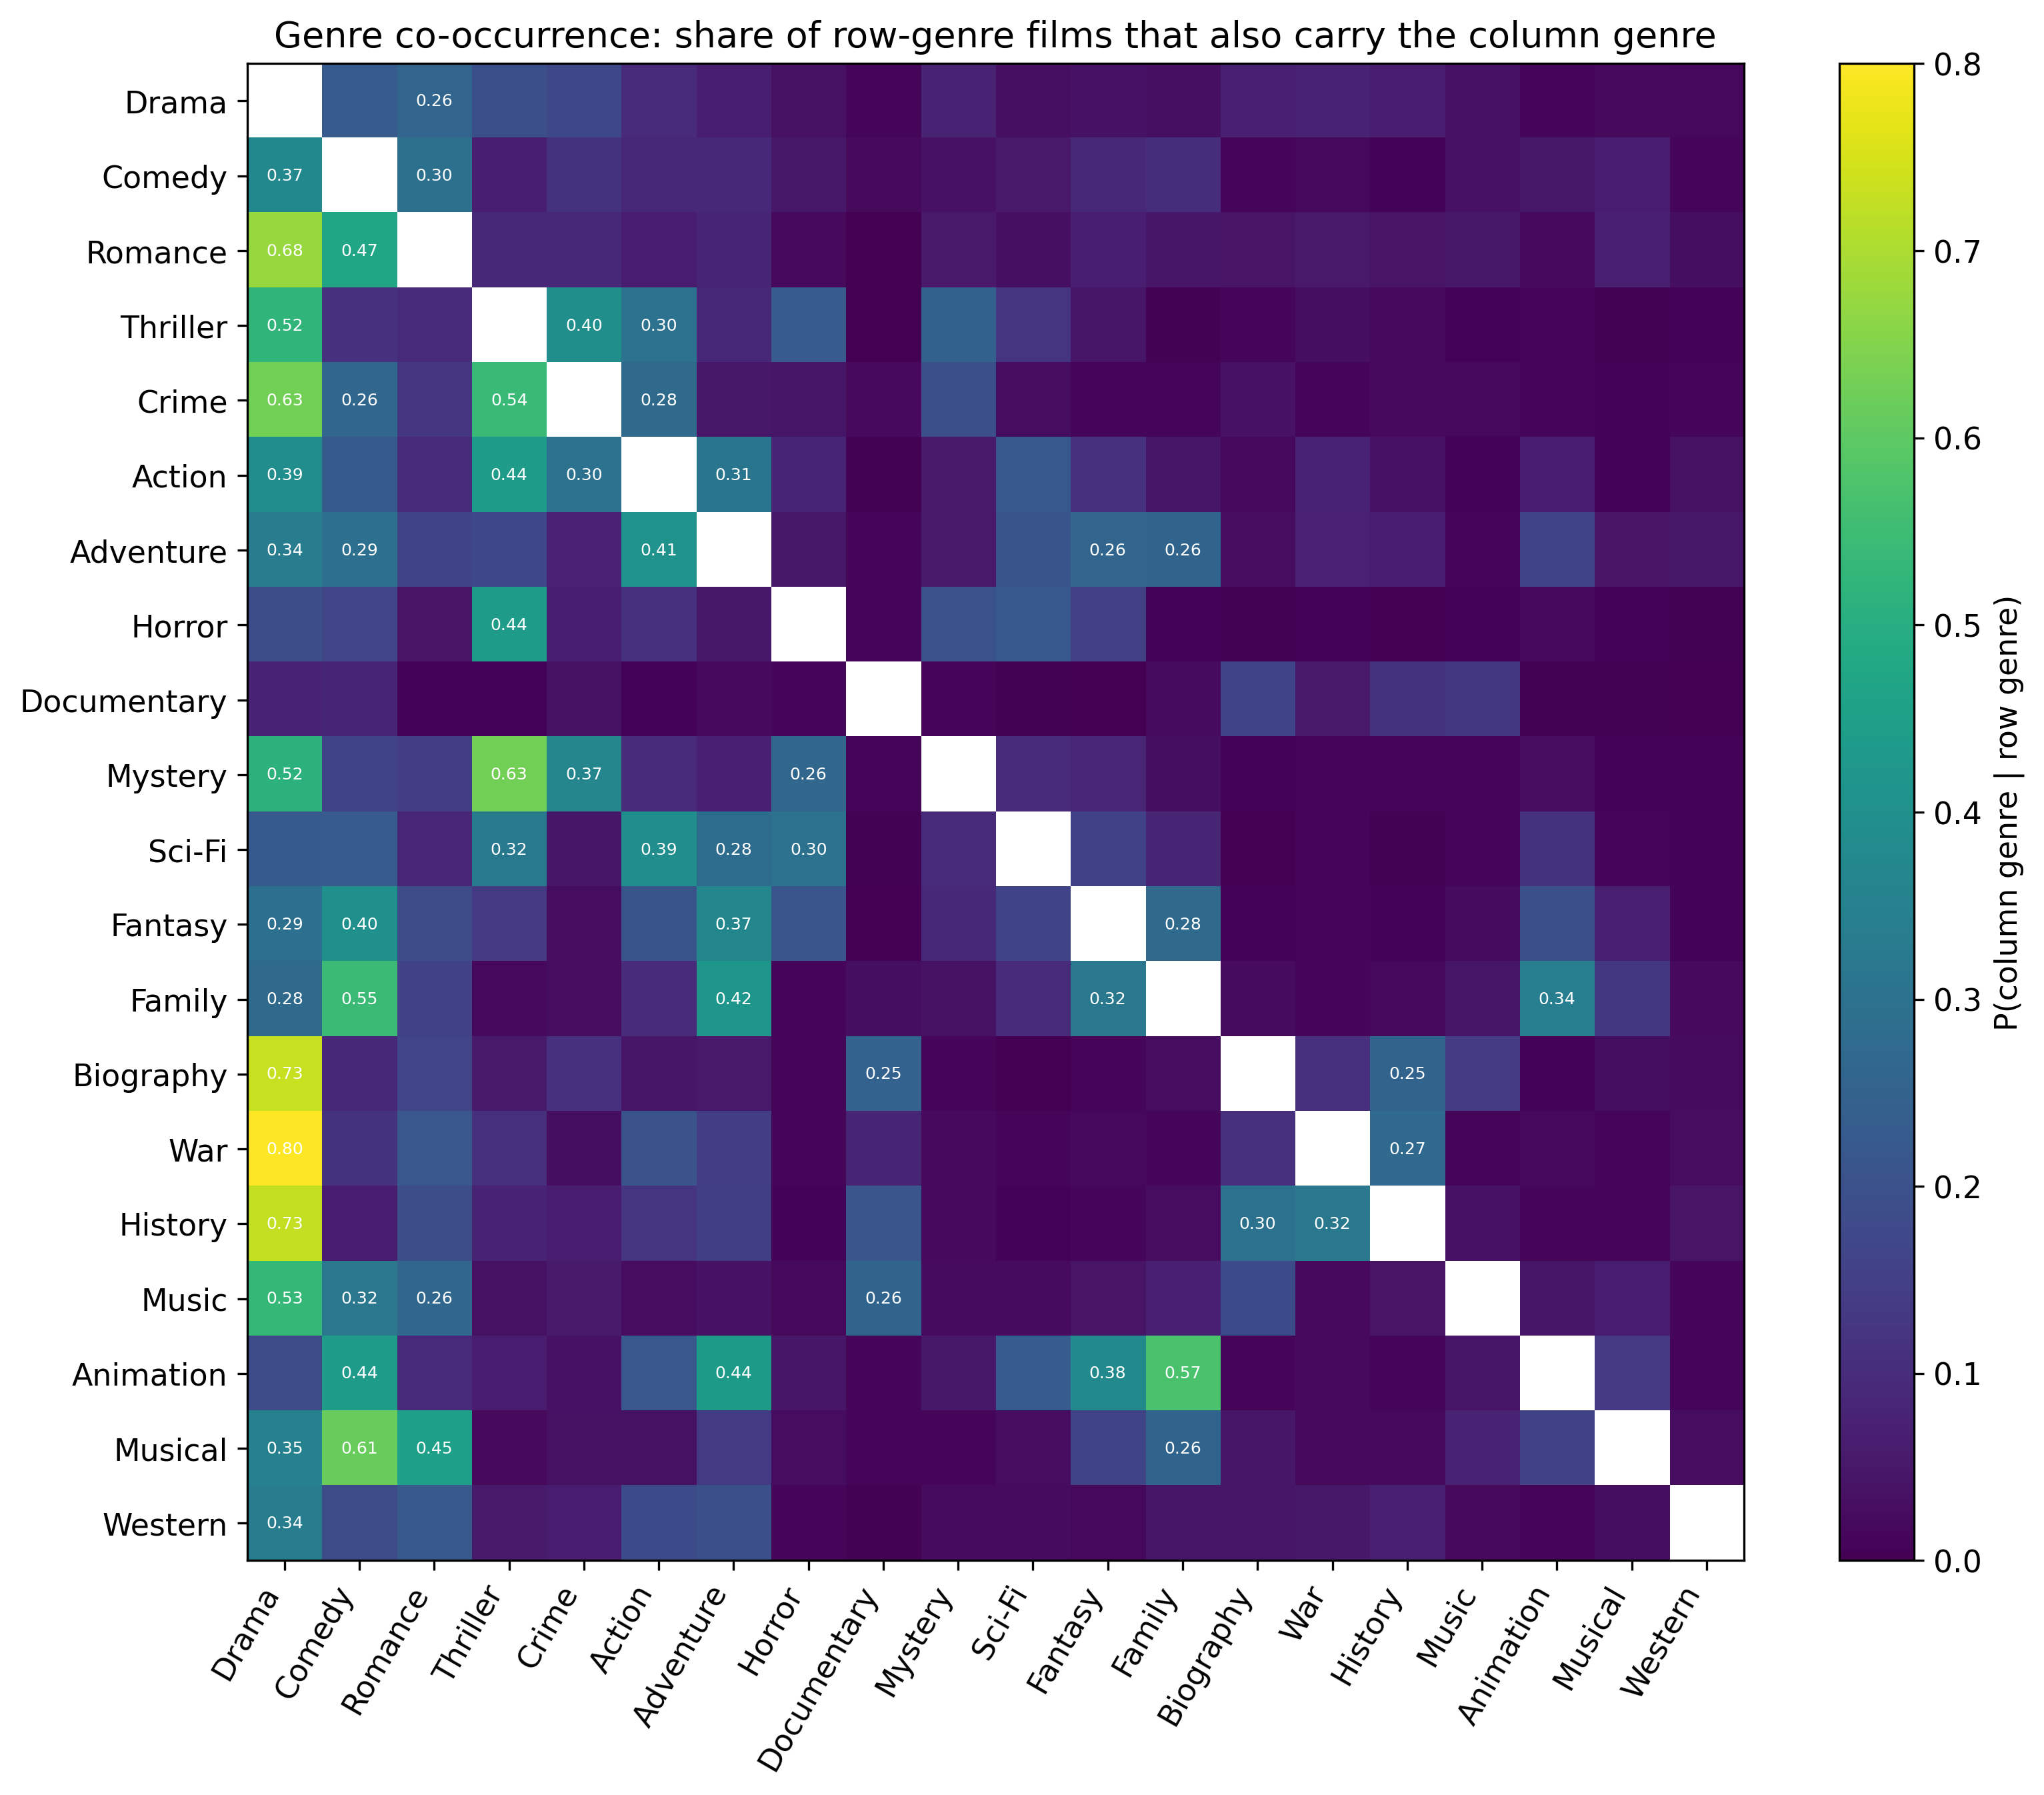 Genre co-occurrence: share of row-genre films that also carry the column genre
Drama 0.26
Comedy 0.37 0.30
Romance 0.68 0.47
Thriller 0.52 0.40 0.30
Crime 0.63 0.26 0.54 0.28
Action 0.39 0.44 0.30 0.31
Adventure 0.34 0.29 0.41 0.26 0.26
Horror 0.44
Documentary
Mystery 0.52 0.63 0.37 0.26
Sci-Fi 0.32 0.39 0.28 0.30
Fantasy 0.29 0.40 0.37 0.28
Family 0.28 0.55 0.42 0.32 0.34
Biography 0.73 0.25 0.25
War 0.80 0.27
History 0.73 0.30 0.32
Music 0.53 0.32 0.26 0.26
Animation 0.44 0.44 0.38 0.57
Musical 0.35 0.61 0.45 0.26
Western 0.34
Drama Comedy Romance Thriller Crime Action Adventure Horror Documentary Mystery Sci-Fi Fantasy Family Biography War History Music Animation Musical Western
0.8
0.7
0.6
0.5
0.4
0.3
0.2
0.1
0.0
P(column genre | row genre)